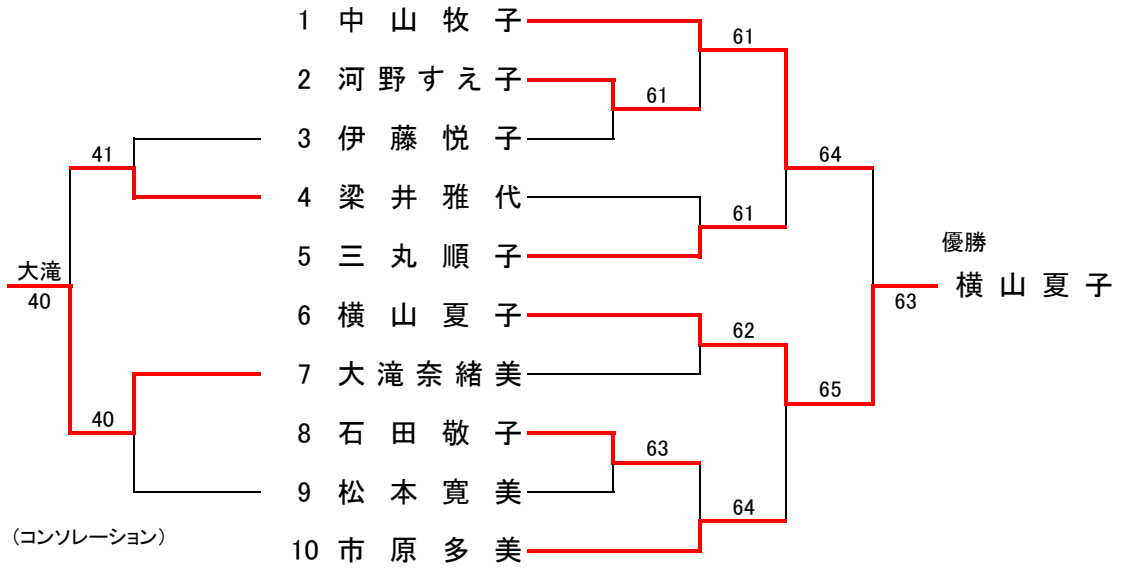 1 中山牧子
61
2 河野すえ子
61
3 伊藤悦子
41
64
4 梁井雅代
61
優勝
5 三丸順子
大滝
横山夏子
40
63
6 横山夏子
62
7 大滝奈緒美
65
40
8 石田敬子
63
9 松本寛美
64
(コンソレーション)
10 市原多美